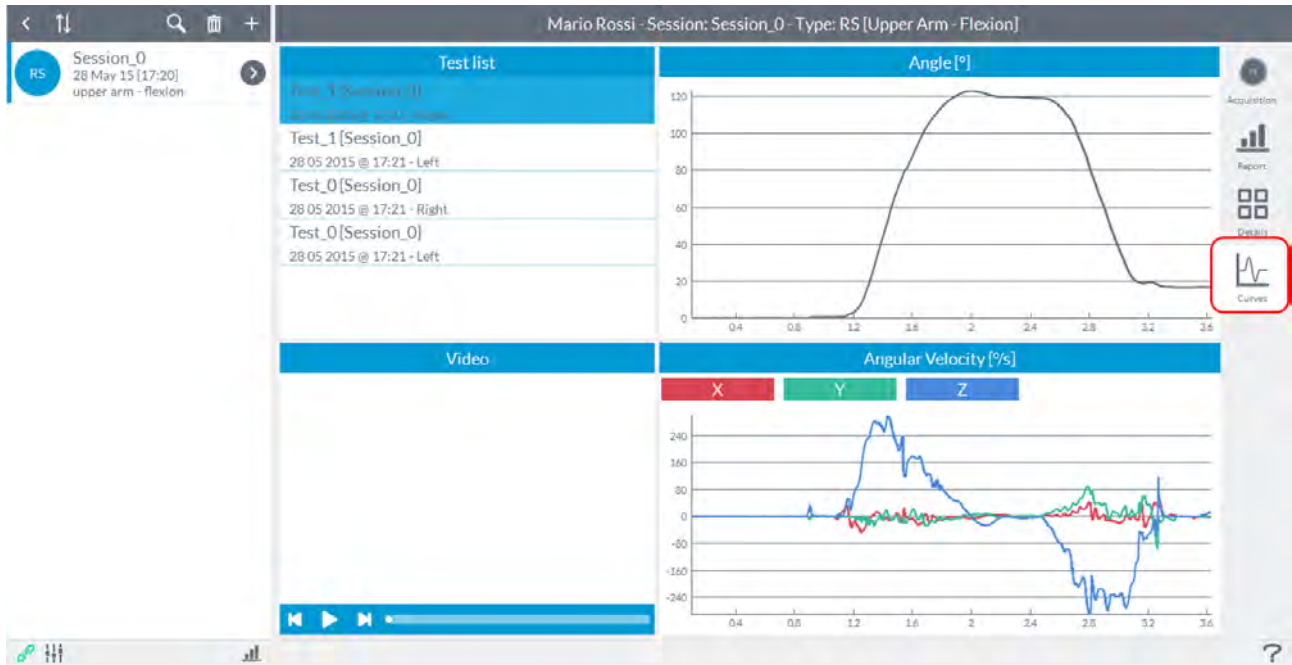 Mario Rossi - Session: Session_0 - Type: RS [Upper Arm - Flexion]
RS
Session_0
28 May 15 [17:20]
upper arm - flexion
Test list
Test_1 [Session_0]
Test_1 [Session_0]
28 05 2015 @ 17:21 - Left
Test_0 [Session_0]
28 05 2015 @ 17:21 - Right
Test_0 [Session_0]
28 05 2015 @ 17:21 - Left
Video
Angle [°]
120
100
80
60
40
20
0
0.4 0.8 1.2 1.6 2 2.4 2.8 3.2 3.6
Angular Velocity [°/s]
X Y Z
240
160
80
0
-80
-160
-240
0.4 0.8 1.2 1.6 2 2.4 2.8 3.2 3.6
Acquisition
Report
Details
Curves
?